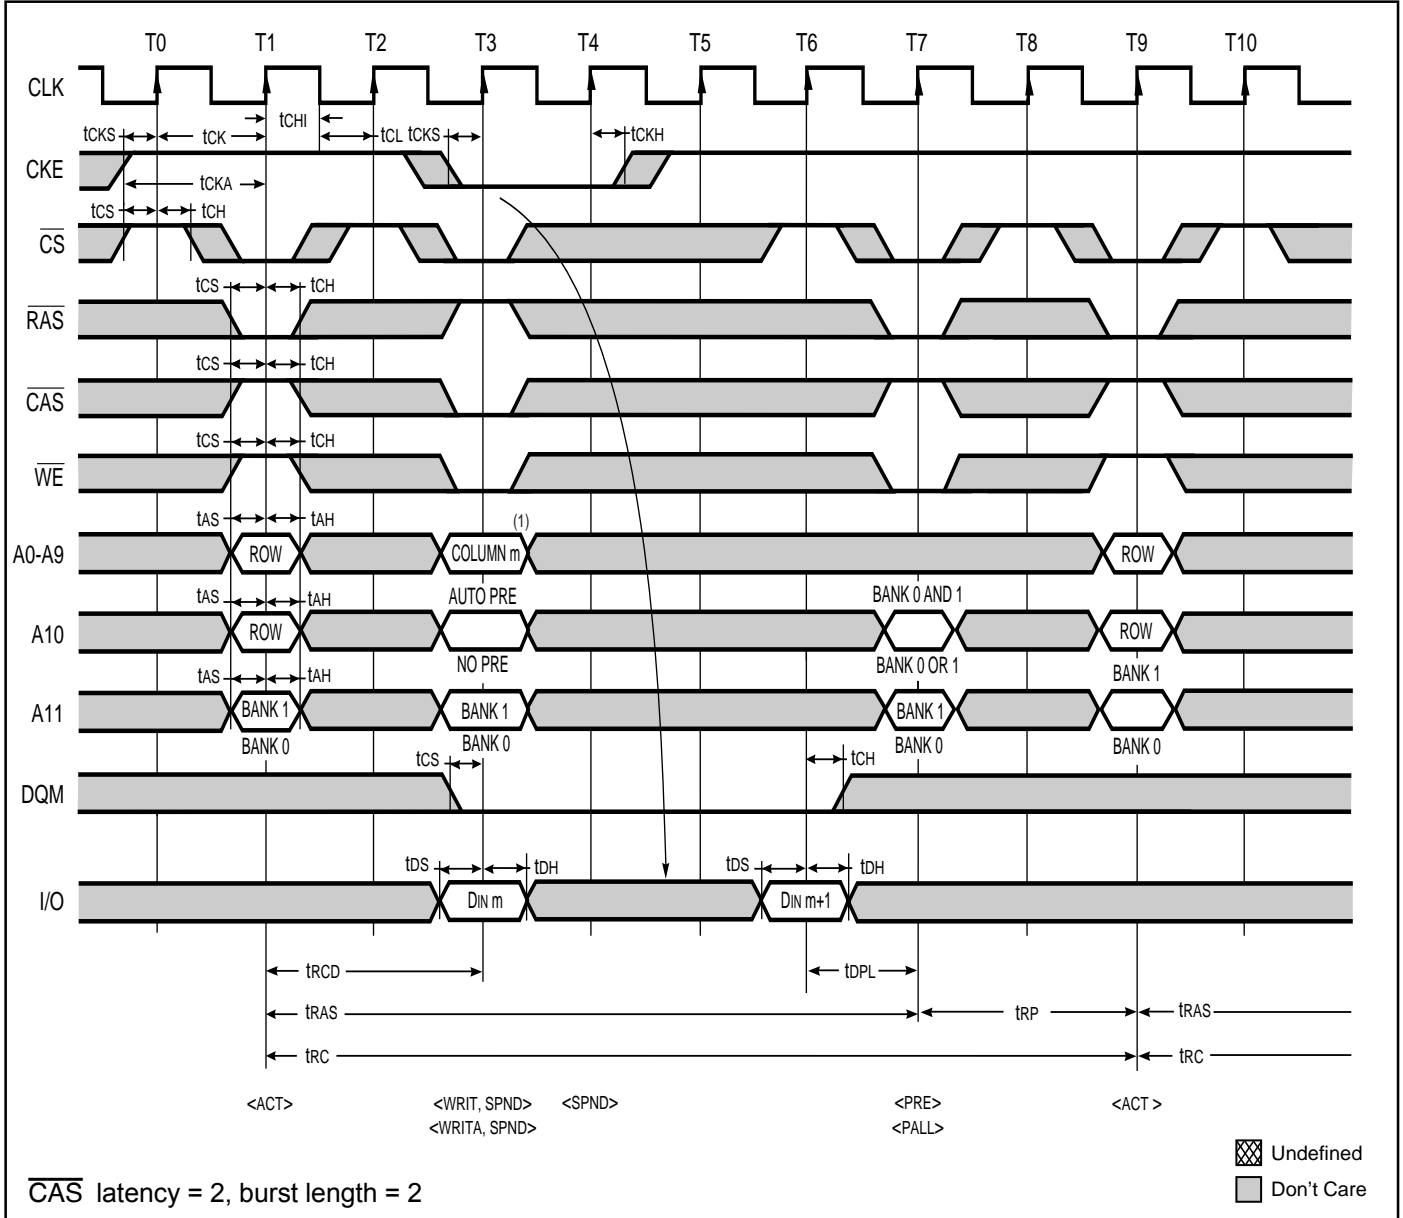 T0 T1 T2 T3 T4 T5 T6 T7 T8 T9 T10
CLK
tCHI
tCKS tCK tCL tCKS tCKH
CKE
tCKA
tCS tCH
CS
tCS tCH
RAS
tCS tCH
CAS
tCS tCH
WE
tAS tAH (1)
A0-A9 ROW COLUMN m ROW
tAS tAH AUTO PRE BANK 0 AND 1
A10 ROW ROW
NO PRE BANK 0 OR 1 BANK 1
tAS tAH
A11 BANK 1 BANK 1 BANK 1
BANK 0 BANK 0 BANK 0 BANK 0
tCS tCH
DQM
tDS tDH tDS tDH
I/O DIN m DIN m+1
tRCD tDPL
tRAS tRP tRAS
tRC tRC
<ACT> <WRIT, SPND> <SPND> <PRE> <ACT >
<WRITA, SPND> <PALL>
Undefined
Don't Care
CAS latency = 2, burst length = 2